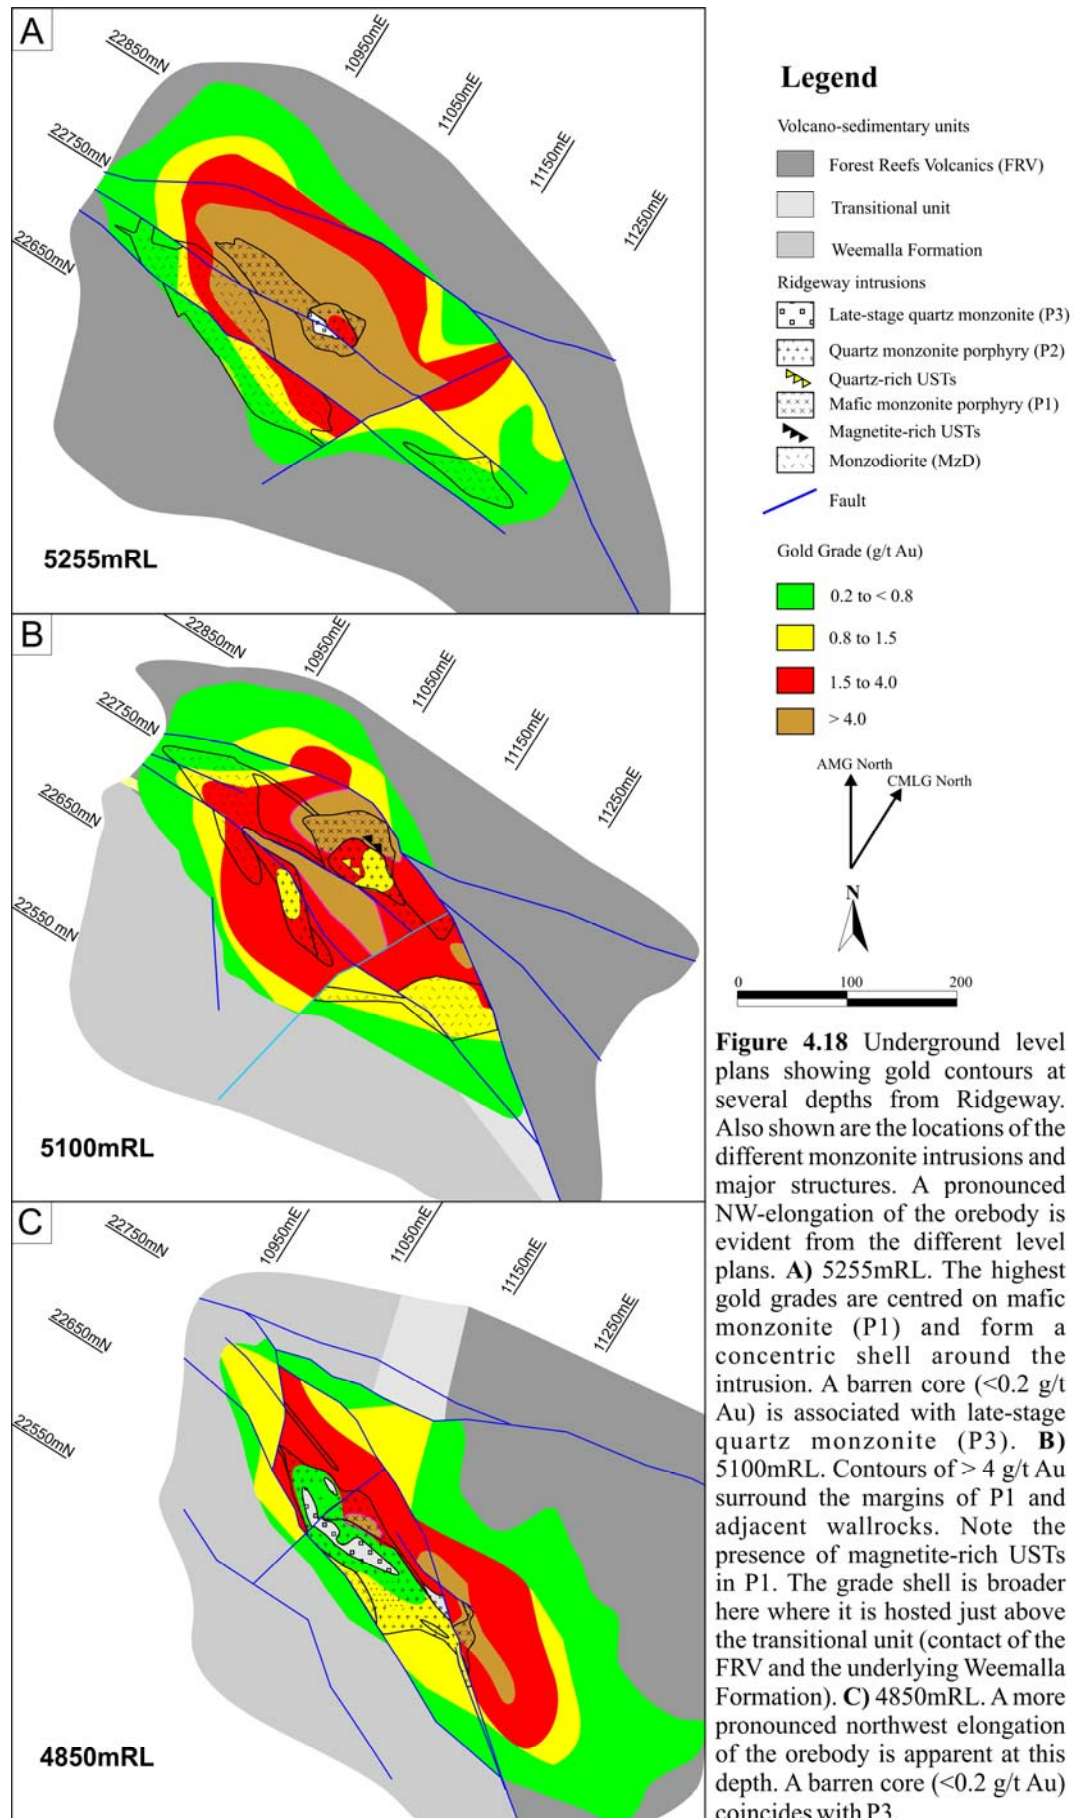 A
22850mN
10950mE
11050mE
11150mE
11250mE
22750mN
22650mN
5255mRL
B
22850mN
10950mE
11050mE
11150mE
11250mE
22750mN
22650mN
22550 mN
5100mRL
C
22750mN
10950mE
11050mE
11150mE
11250mE
22650mN
22550mN
4850mRL
Legend
Volcano-sedimentary units
Forest Reefs Volcanics (FRV)
Transitional unit
Weemalla Formation
Ridgeway intrusions
Late-stage quartz monzonite (P3)
Quartz monzonite porphyry (P2)
Quartz-rich USTs
Mafic monzonite porphyry (P1)
Magnetite-rich USTs
Monzodiorite (MzD)
Fault
Gold Grade (g/t Au)
0.2 to < 0.8
0.8 to 1.5
1.5 to 4.0
> 4.0
AMG North
CMLG North
N
0 100 200
Figure 4.18 Underground level
plans showing gold contours at
several depths from Ridgeway.
Also shown are the locations of the
different monzonite intrusions and
major structures. A pronounced
NW-elongation of the orebody is
evident from the different level
plans. A) 5255mRL. The highest
gold grades are centred on mafic
monzonite (P1) and form a
concentric shell around the
intrusion. A barren core (<0.2 g/t
Au) is associated with late-stage
quartz monzonite (P3). B)
5100mRL. Contours of > 4 g/t Au
surround the margins of P1 and
adjacent wallrocks. Note the
presence of magnetite-rich USTs
in P1. The grade shell is broader
here where it is hosted just above
the transitional unit (contact of the
FRV and the underlying Weemalla
Formation). C) 4850mRL. A more
pronounced northwest elongation
of the orebody is apparent at this
depth. A barren core (<0.2 g/t Au)
coincides with P3.